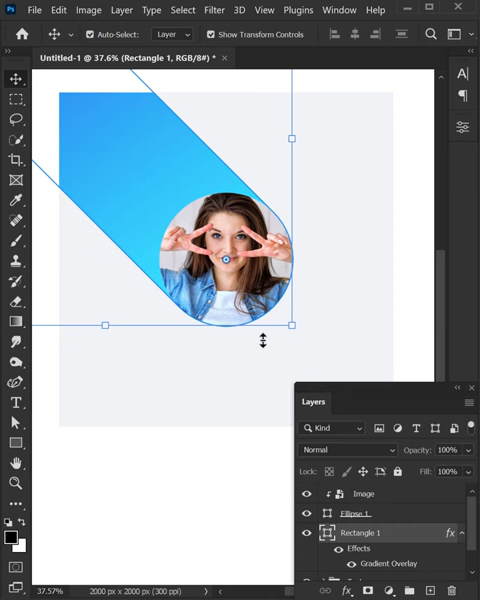 Ps File Edit Image Layer Type Select Filter 3D View Plugins Window Help
Auto-Select: Layer Show Transform Controls
Untitled-1 @ 37.6% (Rectangle 1, RGB/8#) *
Layers
Kind
Normal Opacity: 100%
Lock: Fill: 100%
Image
Ellipse 1
Rectangle 1 fx
Effects
Gradient Overlay
37.57% 2000 px x 2000 px (300 ppi)
fx